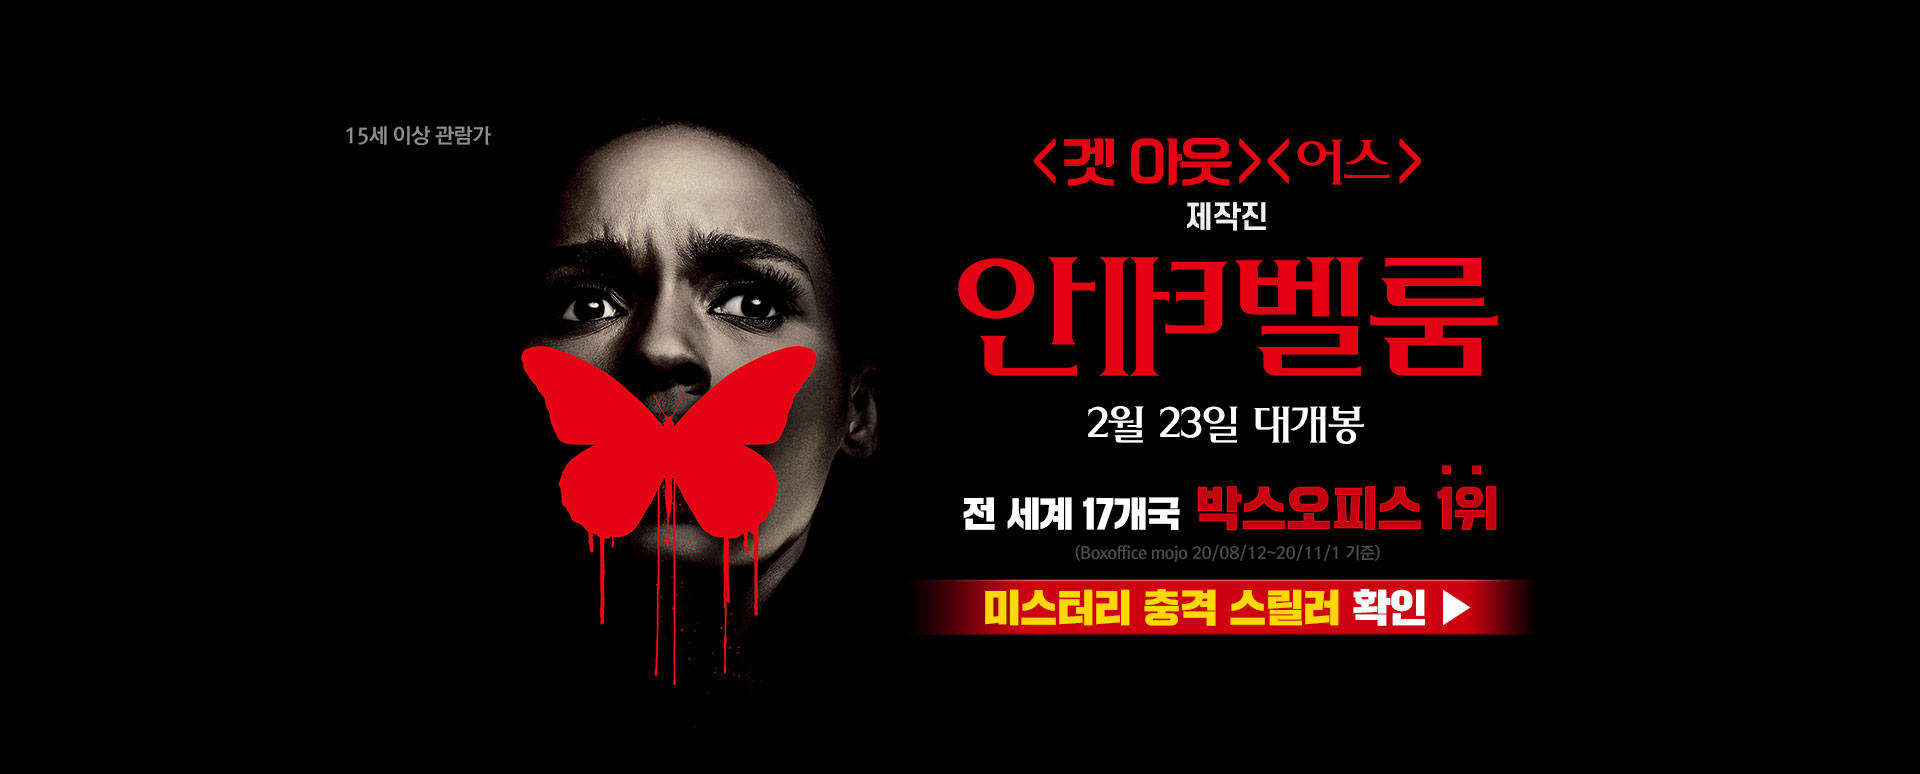 15세 이상 관람가
<겟 아웃><어스>
제작진
안테벨룸
2월 23일 대개봉
전 세계 17개국 박스오피스 1위
(Boxoffice mojo 20/08/12~20/11/1 기준)
미스터리 충격 스릴러 확인 ▶